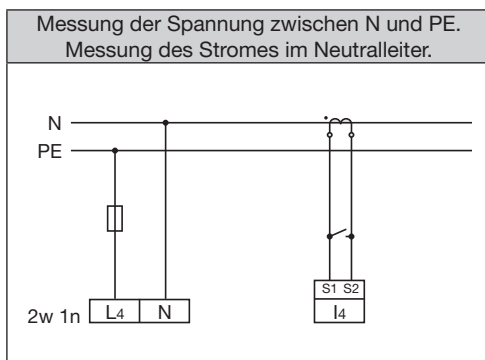 Messung der Spannung zwischen N und PE.
Messung des Stromes im Neutralleiter.
N
PE
S1 S2
2w 1n L4 N I4